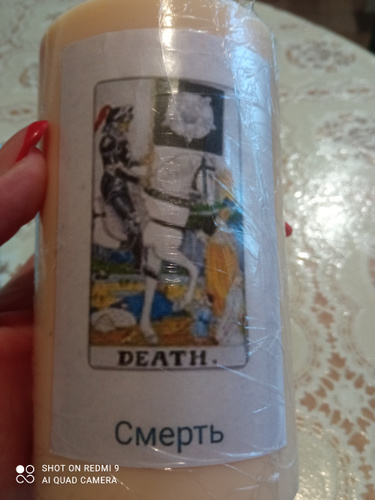 DEATH.
Смерть
SHOT ON REDMI 9
AI QUAD CAMERA